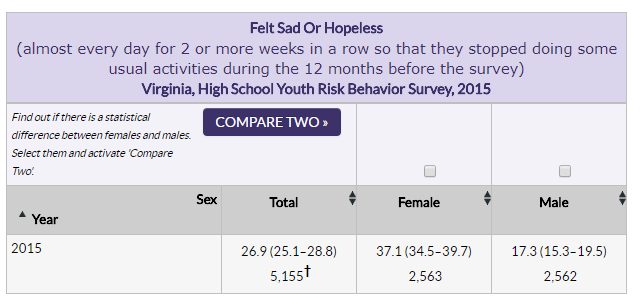 Felt Sad Or Hopeless
(almost every day for 2 or more weeks in a row so that they stopped doing some
usual activities during the 12 months before the survey)
Virginia, High School Youth Risk Behavior Survey, 2015
Find out if there is a statistical
difference between females and males.
Select them and activate 'Compare
Two'.
COMPARE TWO »
Sex
Year
Total
Female
Male
2015
26.9 (25.1–28.8)
5,155†
37.1 (34.5–39.7)
2,563
17.3 (15.3–19.5)
2,562